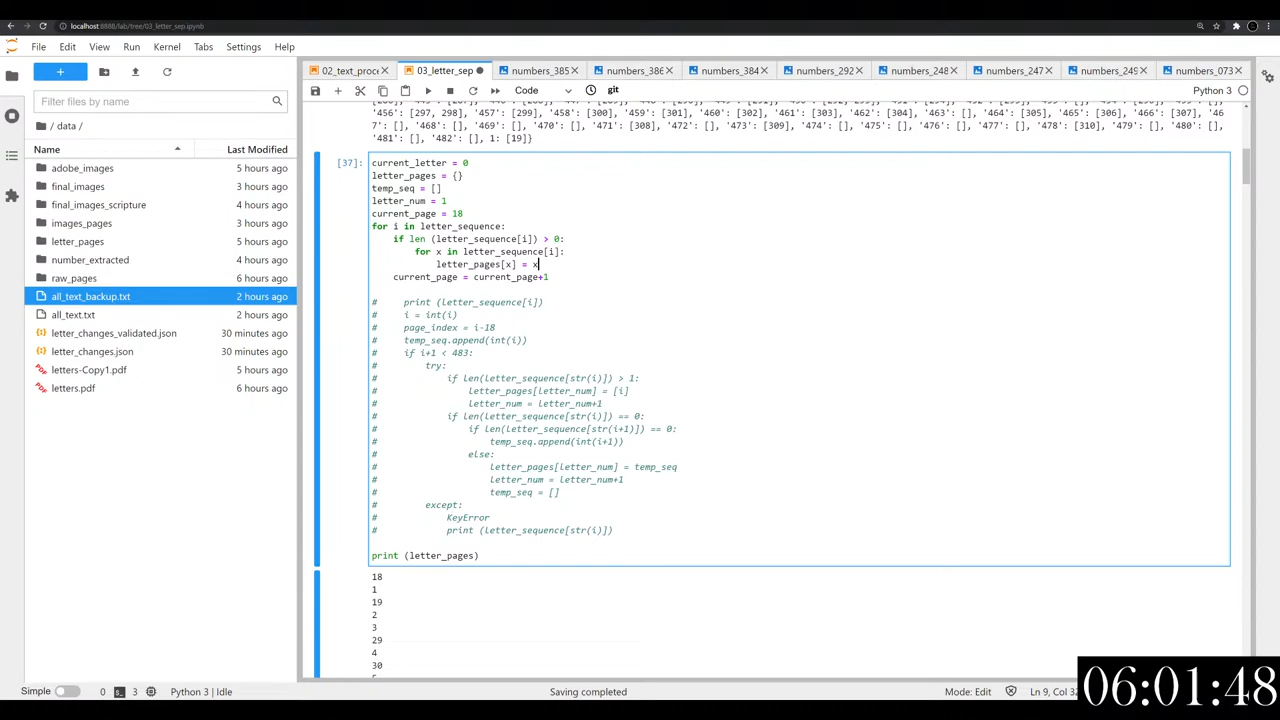 localhost:8888/lab/tree/03_letter_sep.ipynb
File Edit View Run Kernel Tabs Settings Help
02_text_proce 03_letter_sep numbers_385 numbers_386 numbers_384 numbers_292 numbers_248 numbers_247 numbers_249 numbers_073
Code git Python 3
Filter files by name
/ data /
Name Last Modified
adobe_images 5 hours ago
final_images 3 hours ago
final_images_scripture 4 hours ago
images_pages 3 hours ago
letter_pages 5 hours ago
number_extracted 4 hours ago
raw_pages 6 hours ago
all_text_backup.txt 2 hours ago
all_text.txt 2 hours ago
letter_changes_validated.json 30 minutes ago
letter_changes.json 30 minutes ago
letters-Copy1.pdf 5 hours ago
letters.pdf 6 hours ago
'456': [297, 298], '457': [299], '458': [300], '459': [301], '460': [302], '461': [303], '462': [304], '463': [], '464': [305], '465': [306], '466': [307], '46
7': [], '468': [], '469': [], '470': [], '471': [308], '472': [], '473': [309], '474': [], '475': [], '476': [], '477': [], '478': [310], '479': [], '480': [],
'481': [], '482': [], 1: [19]}
[37]:
current_letter = 0
letter_pages = {}
temp_seq = []
letter_num = 1
current_page = 18
for i in letter_sequence:
if len (letter_sequence[i]) > 0:
for x in letter_sequence[i]:
letter_pages[x] = x
current_page = current_page+1
# print (letter_sequence[i])
# i = int(i)
# page_index = i-18
# temp_seq.append(int(i))
# if i+1 < 483:
# try:
# if len(letter_sequence[str(i)]) > 1:
# letter_pages[letter_num] = [i]
# letter_num = letter_num+1
# if len(letter_sequence[str(i)]) == 0:
# if len(letter_sequence[str(i+1)]) == 0:
# temp_seq.append(int(i+1))
# else:
# letter_pages[letter_num] = temp_seq
# letter_num = letter_num+1
# temp_seq = []
# except:
# KeyError
# print (letter_sequence[str(i)])
print (letter_pages)
18
1
19
2
3
29
4
30
Simple 0 3 Python 3 | Idle Saving completed Mode: Edit Ln 9, Col 32
06:01:48